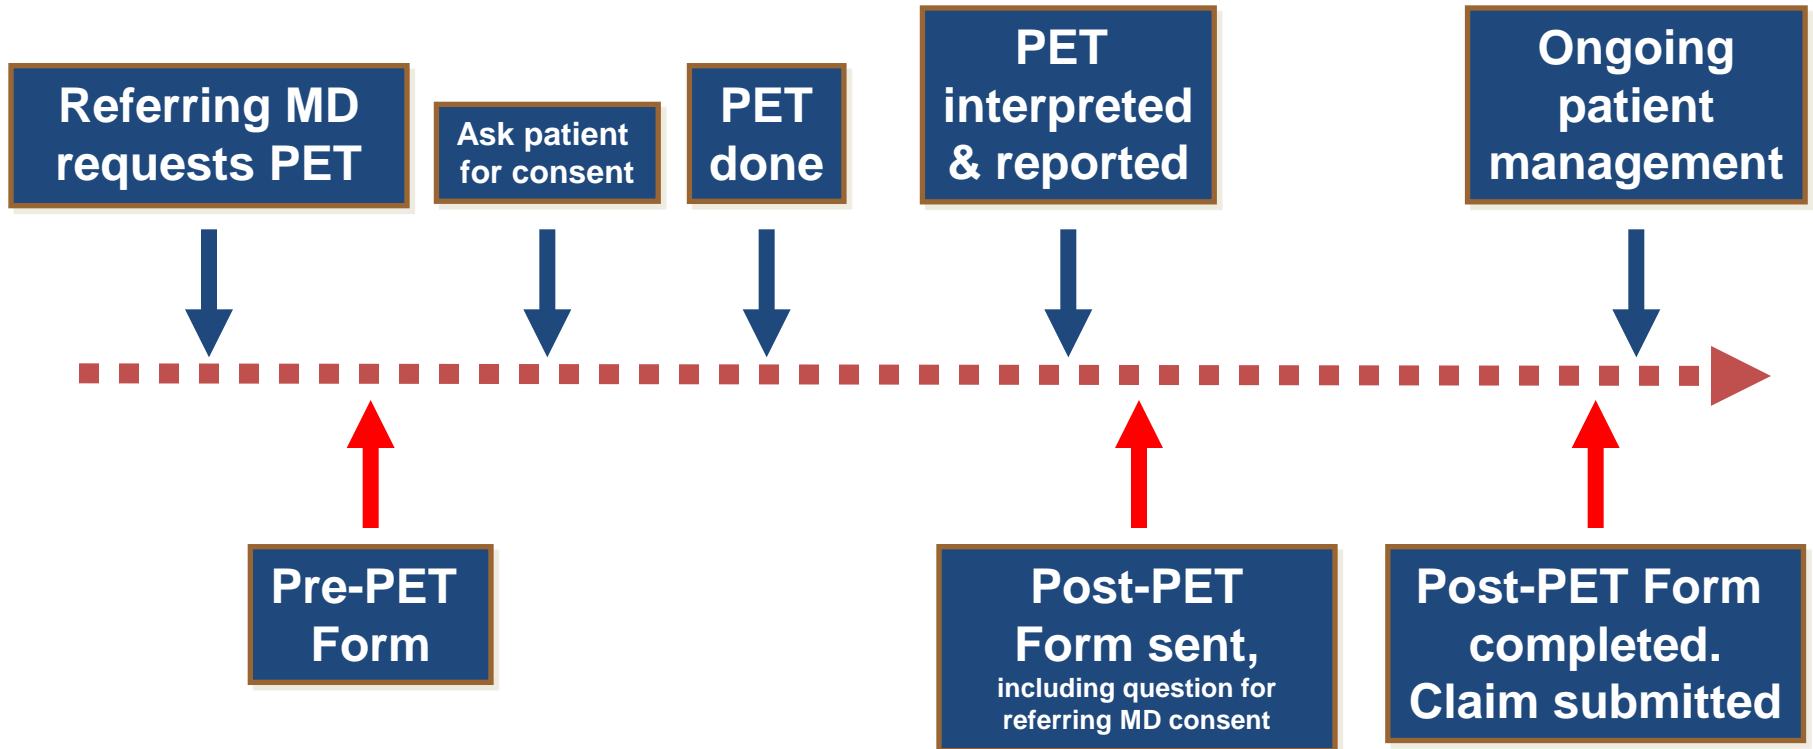 Referring MD
requests PET
Ask patient
for consent
PET
done
PET
interpreted
& reported
Ongoing
patient
management
Pre-PET
Form
Post-PET
Form sent,
including question for
referring MD consent
Post-PET Form
completed.
Claim submitted